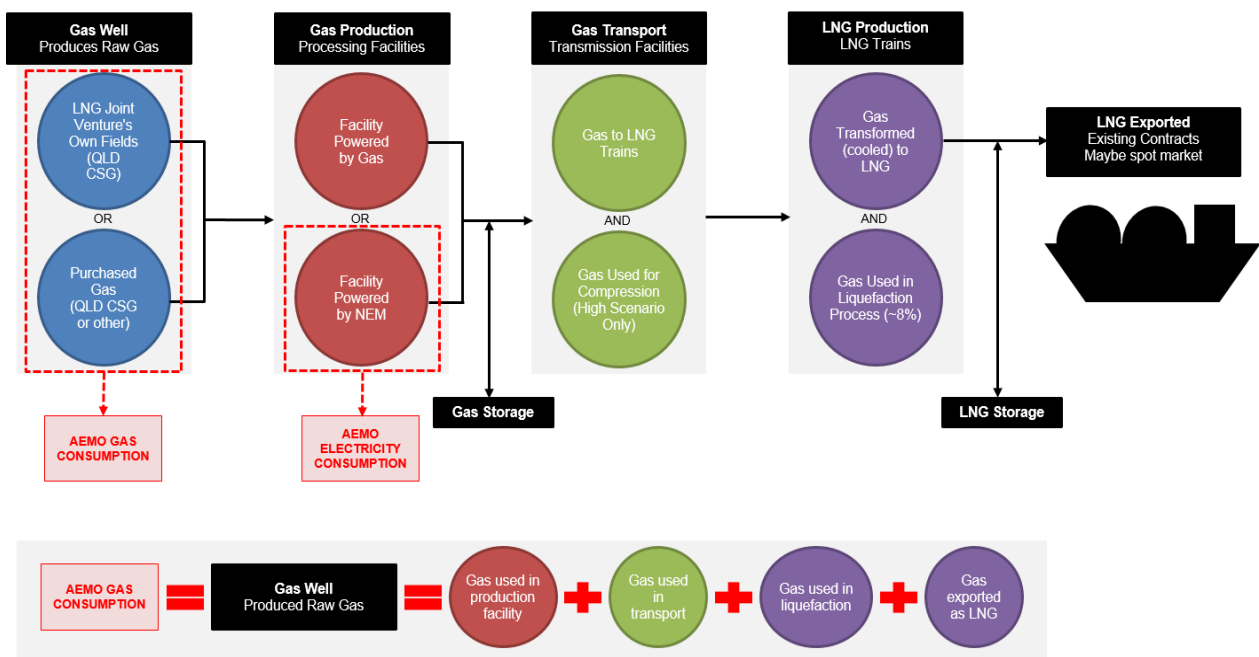 Gas Well
Produces Raw Gas
LNG Joint
Venture's
Own Fields
(QLD
CSG)
OR
Purchased
Gas
(QLD CSG
or other)
AEMO GAS
CONSUMPTION
Gas Production
Processing Facilities
Facility
Powered
by Gas
OR
Facility
Powered
by NEM
AEMO
ELECTRICITY
CONSUMPTION
Gas Storage
Gas Transport
Transmission Facilities
Gas to LNG
Trains
AND
Gas Used for
Compression
(High Scenario
Only)
LNG Production
LNG Trains
Gas
Transformed
(cooled) to
LNG
AND
Gas Used in
Liquefaction
Process (~8%)
LNG Storage
LNG Exported
Existing Contracts
Maybe spot market
AEMO GAS
CONSUMPTION
=
Gas Well
Produced Raw Gas
=
Gas used in
production
facility
+
Gas used
in
transport
+
Gas used in
liquefaction
+
Gas
exported
as LNG